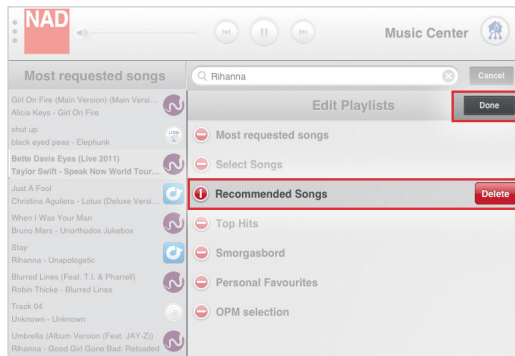 NAD
Music Center
Most requested songs
Rihanna
Cancel
Girl On Fire (Main Version) (Main Versi...
Alicia Keys - Girl On Fire
Edit Playlists
Done
shut up
black eyed peas - Elephunk
Most requested songs
Bette Davis Eyes (Live 2011)
Taylor Swift - Speak Now World Tour...
Select Songs
Just A Fool
Christina Aguilera - Lotus (Deluxe Versi...
Recommended Songs
Delete
When I Was Your Man
Bruno Mars - Unorthodox Jukebox
Top Hits
Stay
Rihanna - Unapologetic
Smorgasbord
Blurred Lines (Feat. T.I. & Pharrell)
Robin Thicke - Blurred Lines
Personal Favourites
Track 04
Unknown - Unknown
OPM selection
Umbrella (Album Version (Feat. JAY-Z))
Rihanna - Good Girl Gone Bad: Reloaded